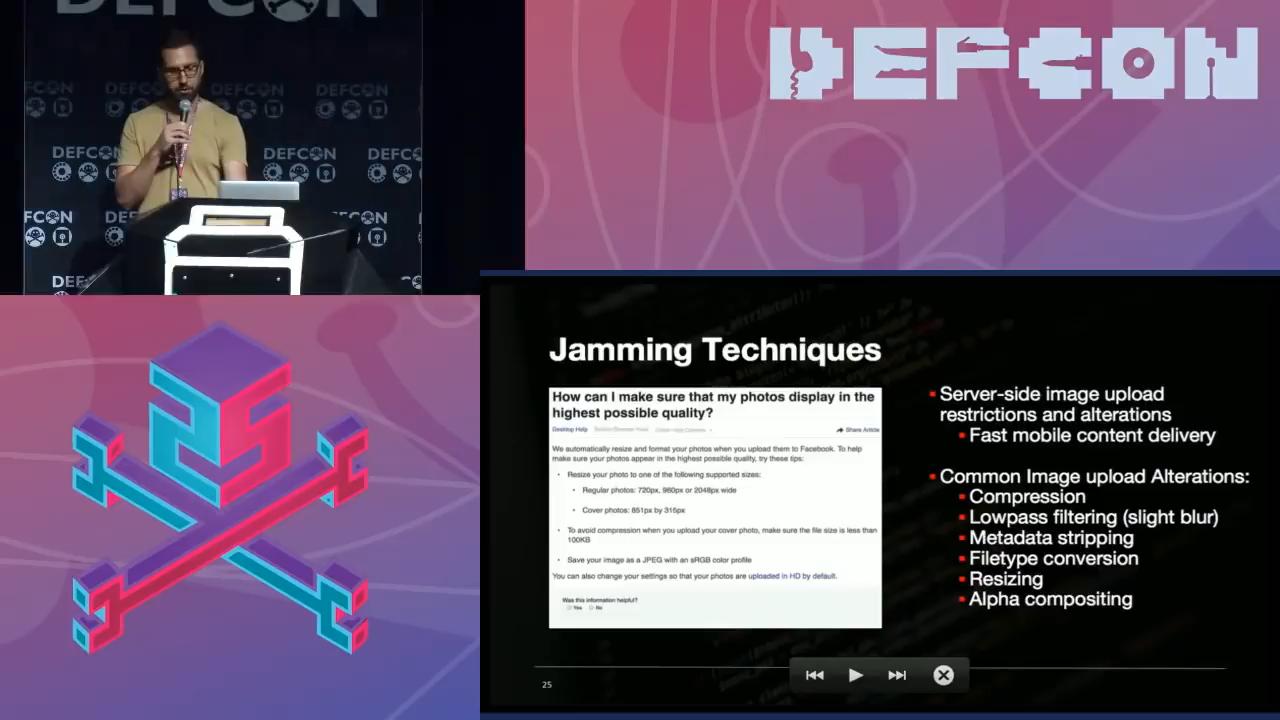 DEFCON
DEFCON
DEFCON
DEFCON
DEFCON
FCON
DEF
DEFCON
Jamming Techniques
How can I make sure that my photos display in the
highest possible quality?
Desktop Help
Share Article
We automatically resize and format your photos when you upload them to Facebook. To help
make sure your photos appear in the highest possible quality, try these tips:
• Resize your photo to one of the following supported sizes:
• Regular photos: 720px, 960px or 2048px wide
• Cover photos: 851px by 315px
• To avoid compression when you upload your cover photo, make sure the file size is less than
100KB
• Save your image as a JPEG with an sRGB color profile
You can also change your settings so that your photos are uploaded in HD by default.
Was this information helpful?
Yes No
Server-side image upload
restrictions and alterations
Fast mobile content delivery
Common Image upload Alterations:
Compression
Lowpass filtering (slight blur)
Metadata stripping
Filetype conversion
Resizing
Alpha compositing
25